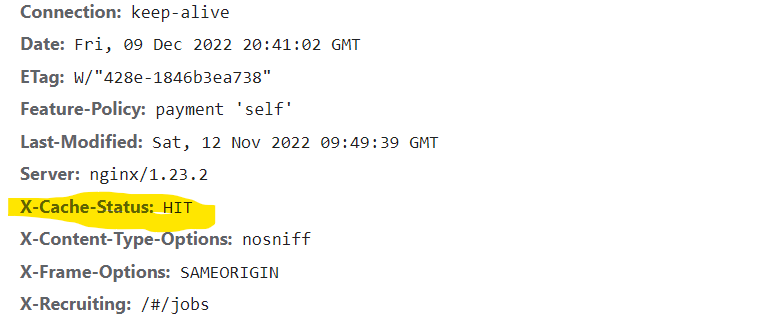 Connection: keep-alive
Date: Fri, 09 Dec 2022 20:41:02 GMT
ETag: W/"428e-1846b3ea738"
Feature-Policy: payment 'self'
Last-Modified: Sat, 12 Nov 2022 09:49:39 GMT
Server: nginx/1.23.2
X-Cache-Status: HIT
X-Content-Type-Options: nosniff
X-Frame-Options: SAMEORIGIN
X-Recruiting: /#/jobs